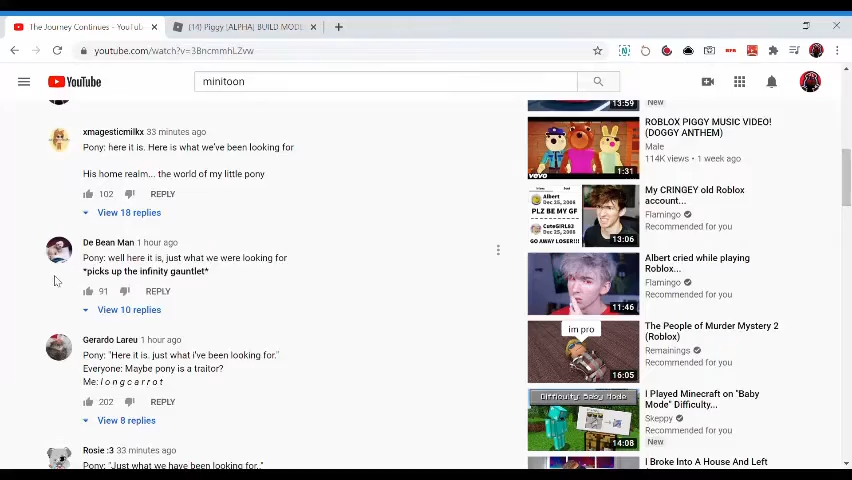 The Journey Continues - YouTu
(14) Piggy [ALPHA] BUILD MODE
youtube.com/watch?v=3BncmmhLZvw
YouTube
minitoon
xmagesticmilkx 33 minutes ago
Pony: here it is. Here is what we've been looking for
His home realm... the world of my little pony
102 REPLY
View 18 replies
De Bean Man 1 hour ago
Pony: well here it is, just what we were looking for
*picks up the infinity gauntlet*
91 REPLY
View 10 replies
Gerardo Lareu 1 hour ago
Pony: "Here it is. just what i've been looking for."
Everyone: Maybe pony is a traitor?
Me: l o n g c a r r o t
202 REPLY
View 8 replies
Rosie :3 33 minutes ago
Pony: "Just what we have been looking for.."
13:59
New
vevo
1:31
ROBLOX PIGGY MUSIC VIDEO!
(DOGGY ANTHEM)
Male
114K views • 1 week ago
Albert
Dec 25, 2008
PLZ BE MY GF
CuteGIRL83
Dec 25, 2008
GO AWAY LOSER!!!
13:06
My CRINGEY old Roblox
account...
Flamingo
Recommended for you
11:46
Albert cried while playing
Roblox...
Flamingo
Recommended for you
im pro
16:05
The People of Murder Mystery 2
(Roblox)
Remainings
Recommended for you
Difficulty: Baby Mode
14:08
I Played Minecraft on "Baby
Mode" Difficulty...
Skeppy
Recommended for you
New
I Broke Into A House And Left